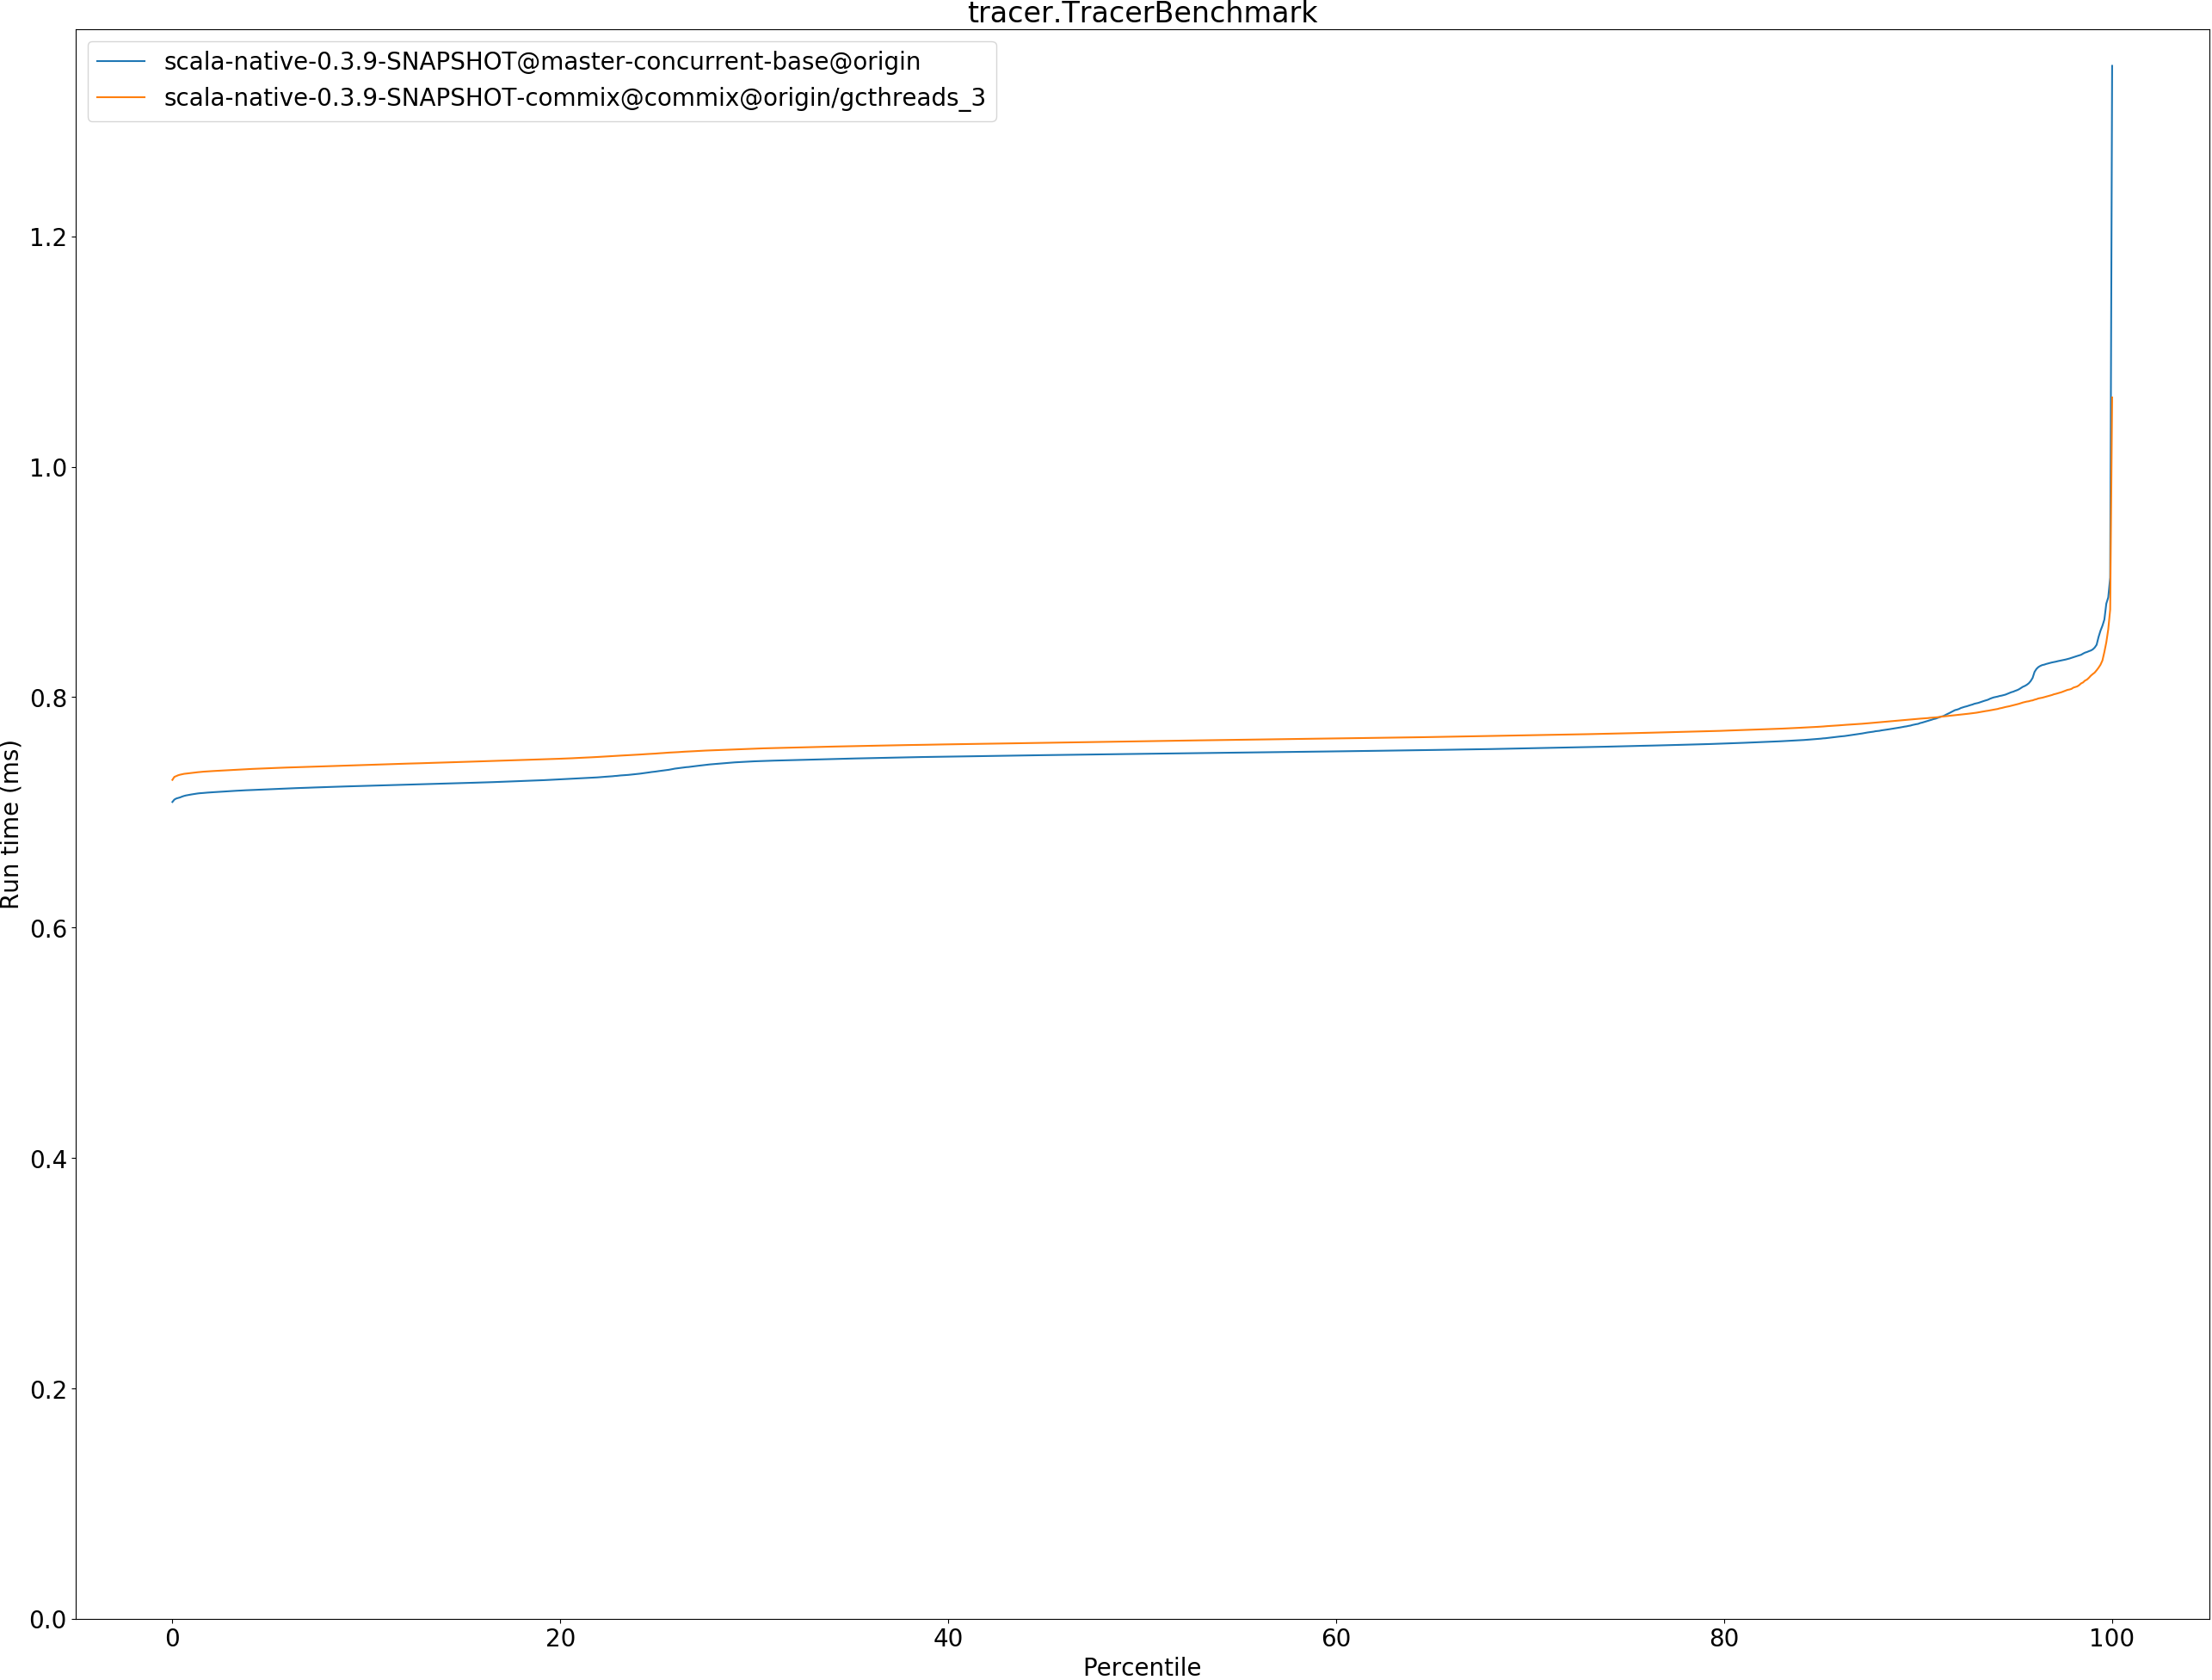 tracer.TracerBenchmark
scala-native-0.3.9-SNAPSHOT@master-concurrent-base@origin
scala-native-0.3.9-SNAPSHOT-commix@commix@origin/gcthreads_3
Run time (ms)
1.2
1.0
0.8
0.6
0.4
0.2
0.0
0 20 40 60 80 100
Percentile